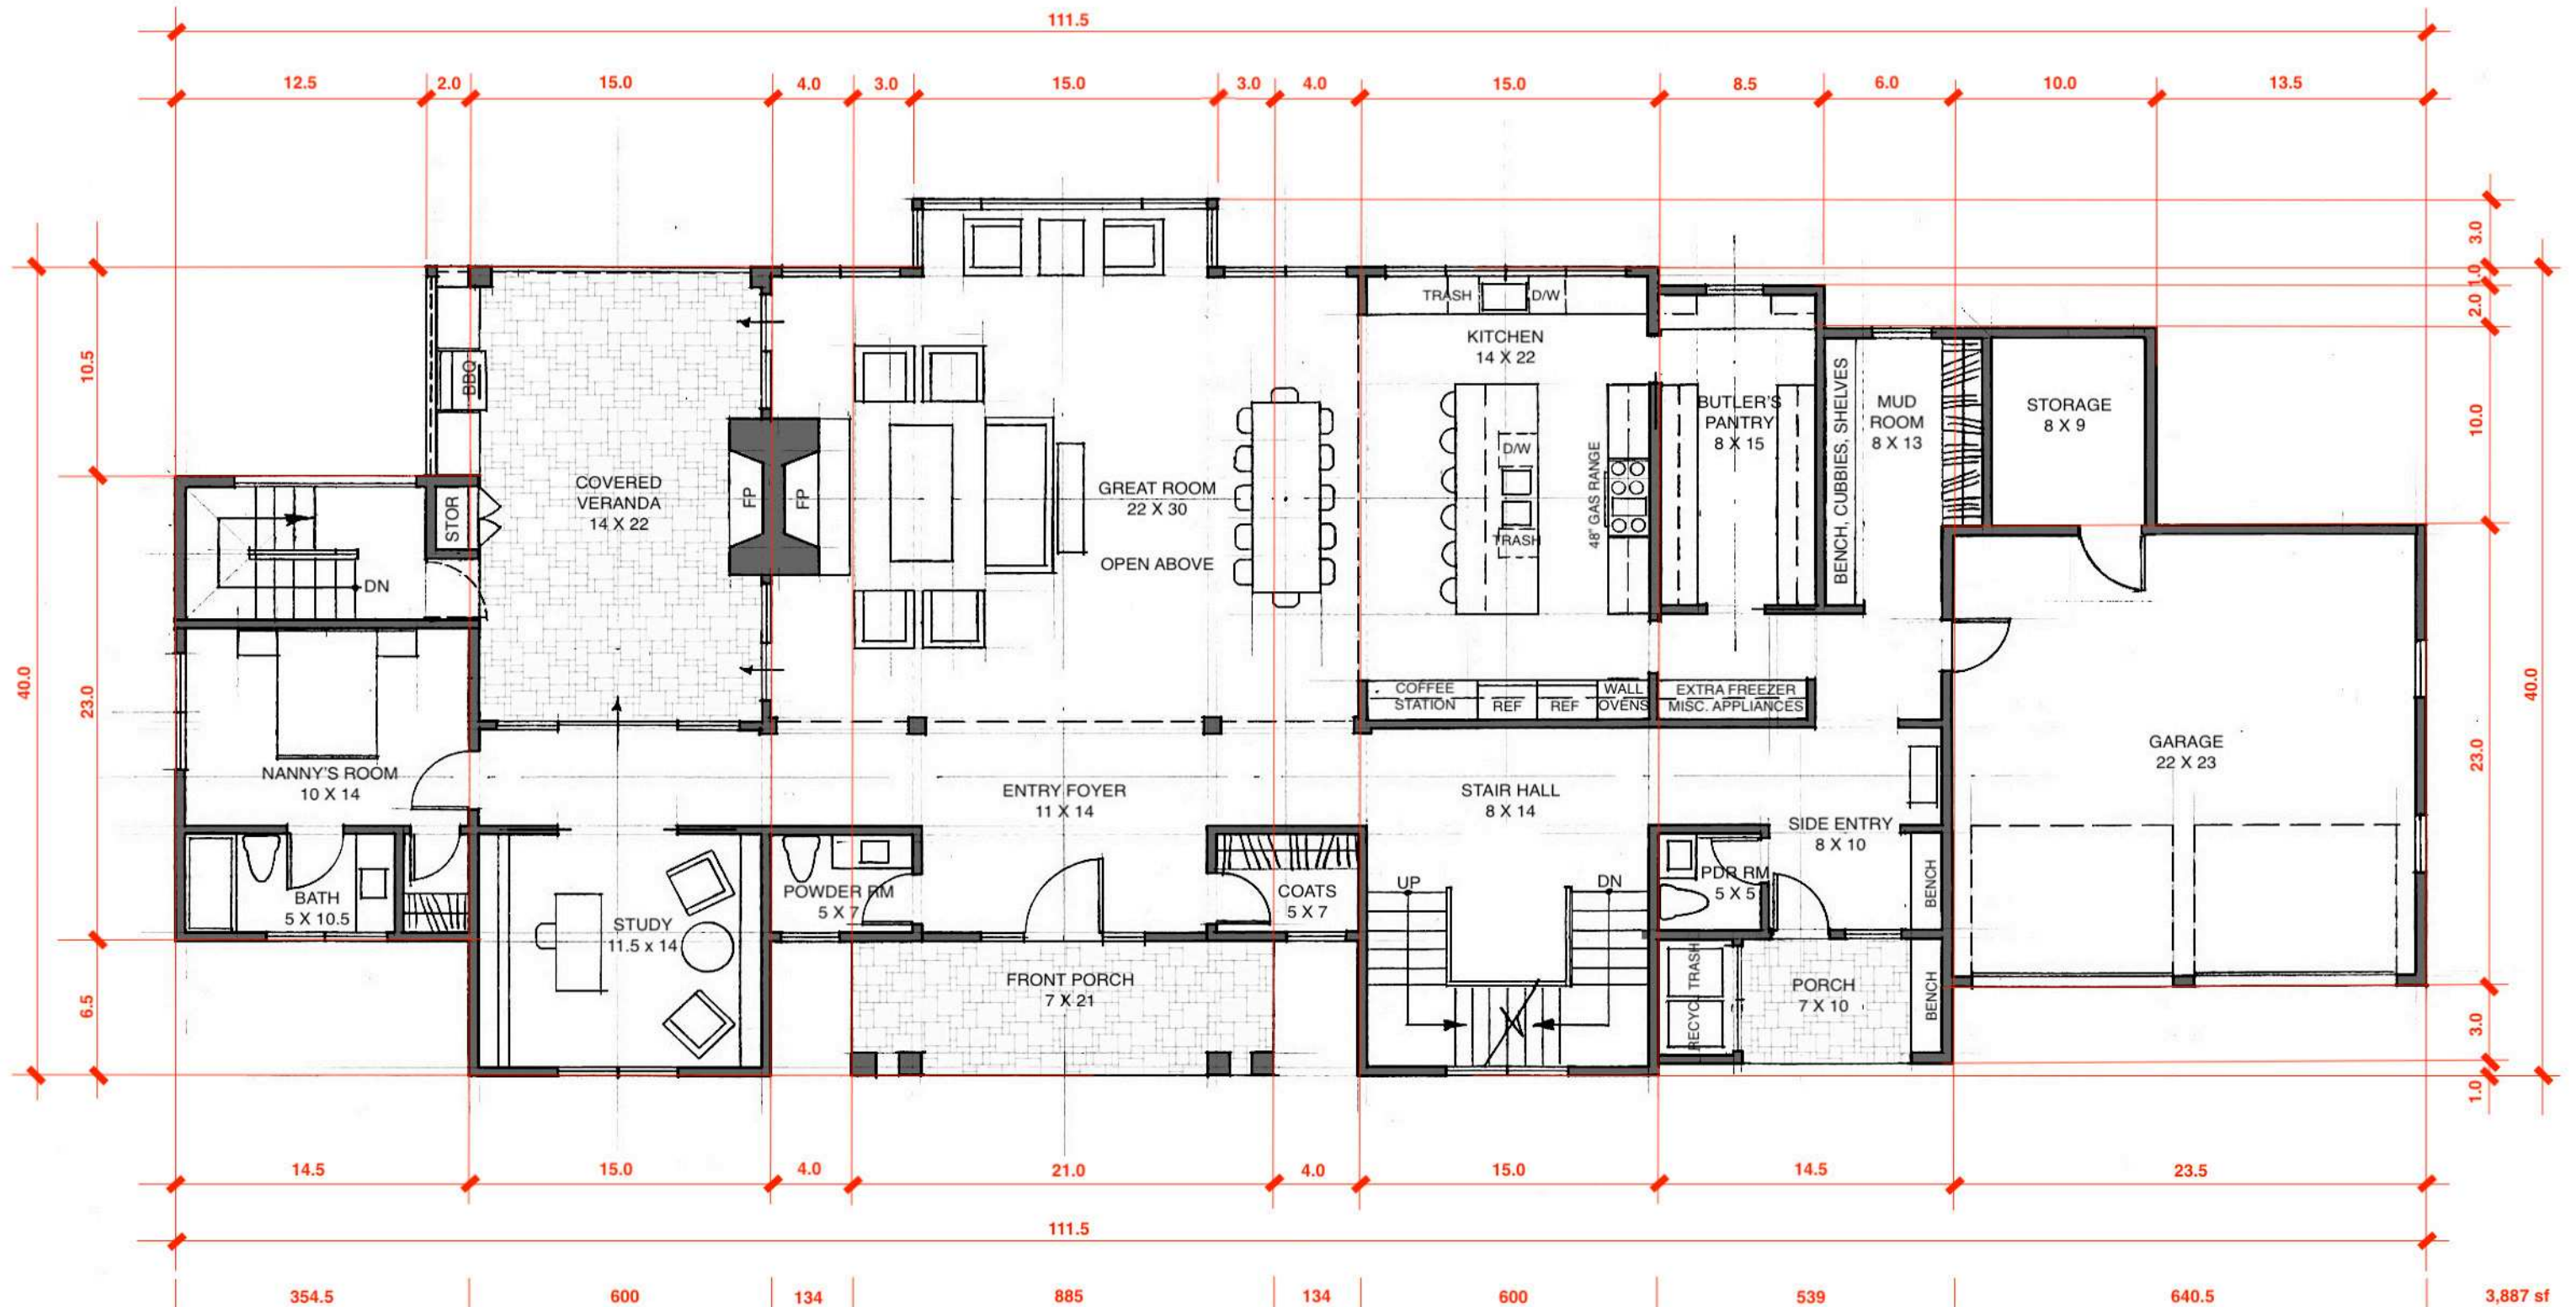 111.5
12.5 2.0 15.0 4.0 3.0 15.0 3.0 4.0 15.0 8.5 6.0 10.0 13.5
3.0
1.0
2.0
10.5
10.0
40.0
23.0
6.5
40.0
23.0
3.0
1.0
TRASH
D/W
KITCHEN
14 X 22
BBQ
COVERED
VERANDA
14 X 22
STOR
FP
FP
GREAT ROOM
22 X 30
OPEN ABOVE
D/W
TRASH
48" GAS RANGE
BUTLER'S
PANTRY
8 X 15
BENCH, CUBBIES, SHELVES
MUD
ROOM
8 X 13
STORAGE
8 X 9
DN
COFFEE
STATION
REF
REF
WALL
OVENS
EXTRA FREEZER
MISC. APPLIANCES
NANNY'S ROOM
10 X 14
ENTRY FOYER
11 X 14
STAIR HALL
8 X 14
GARAGE
22 X 23
SIDE ENTRY
8 X 10
BATH
5 X 10.5
STUDY
11.5 x 14
POWDER RM
5 X 7
COATS
5 X 7
UP
DN
PDR RM
5 X 5
BENCH
FRONT PORCH
7 X 21
RECYCL
TRASH
PORCH
7 X 10
BENCH
14.5 15.0 4.0 21.0 4.0 15.0 14.5 23.5
111.5
354.5 600 134 885 134 600 539 640.5 3,887 sf